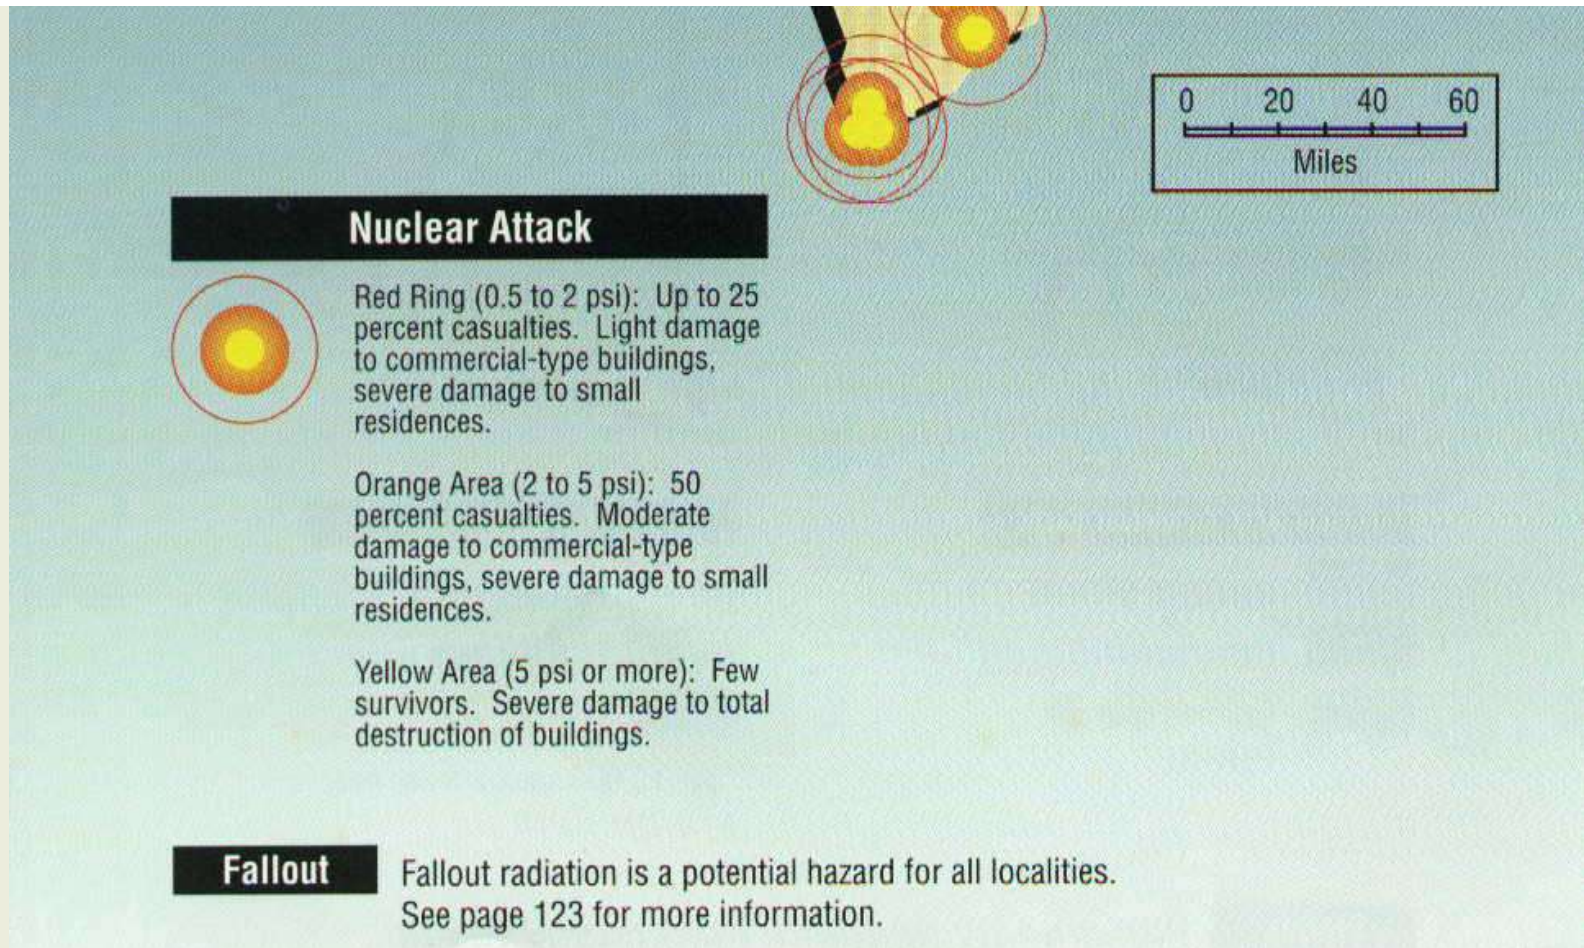 0 20 40 60
Miles
Nuclear Attack
Red Ring (0.5 to 2 psi): Up to 25
percent casualties. Light damage
to commercial-type buildings,
severe damage to small
residences.
Orange Area (2 to 5 psi): 50
percent casualties. Moderate
damage to commercial-type
buildings, severe damage to small
residences.
Yellow Area (5 psi or more): Few
survivors. Severe damage to total
destruction of buildings.
Fallout
Fallout radiation is a potential hazard for all localities.
See page 123 for more information.